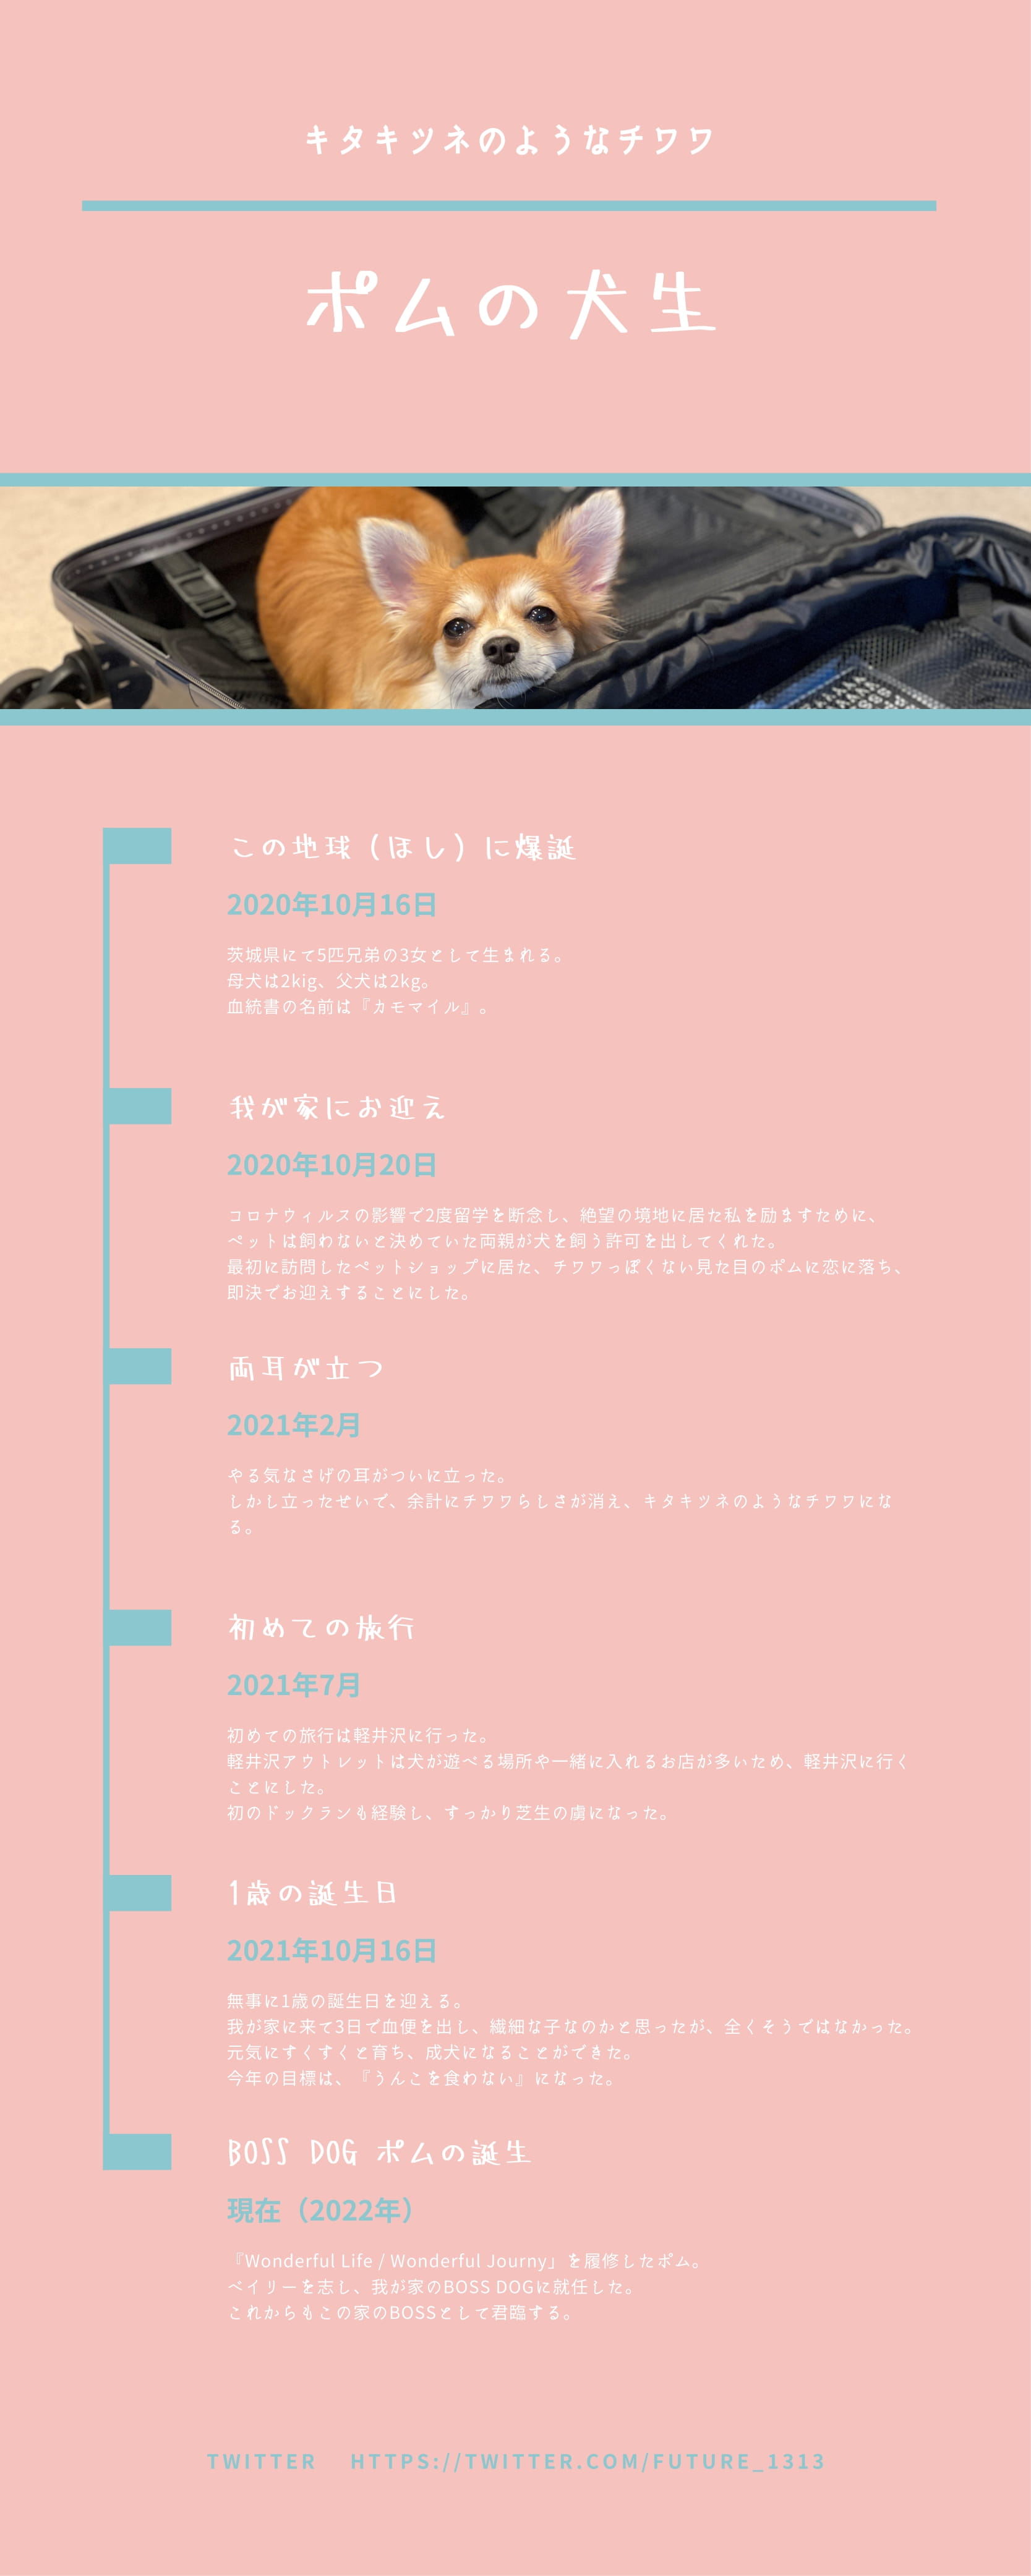 キタキツネのようなチワワ
ポムの犬生
この地球（ほし）に爆誕
2020年10月16日
茨城県にて5匹兄弟の3女として生まれる。
母犬は2kig、父犬は2kg。
血統書の名前は『カモマイル』。
我が家にお迎え
2020年10月20日
コロナウィルスの影響で2度留学を断念し、絶望の境地に居た私を励ますために、
ペットは飼わないと決めていた両親が犬を飼う許可を出してくれた。
最初に訪問したペットショップに居た、チワワっぽくない見た目のポムに恋に落ち、
即決でお迎えすることにした。
両耳が立つ
2021年2月
やる気なさげの耳がついに立った。
しかし立ったせいで、余計にチワワらしさが消え、キタキツネのようなチワワにな
る。
初めての旅行
2021年7月
初めての旅行は軽井沢に行った。
軽井沢アウトレットは犬が遊べる場所や一緒に入れるお店が多いため、軽井沢に行く
ことにした。
初のドックランも経験し、すっかり芝生の虜になった。
1歳の誕生日
2021年10月16日
無事に1歳の誕生日を迎える。
我が家に来て3日で血便を出し、繊細な子なのかと思ったが、全くそうではなかった。
元気にすくすくと育ち、成犬になることができた。
今年の目標は、『うんこを食わない』になった。
BOSS DOG ポムの誕生
現在（2022年）
『Wonderful Life / Wonderful Journy」を履修したポム。
ベイリーを志し、我が家のBOSS DOGに就任した。
これからもこの家のBOSSとして君臨する。
TWITTER HTTPS://TWITTER.COM/FUTURE_1313